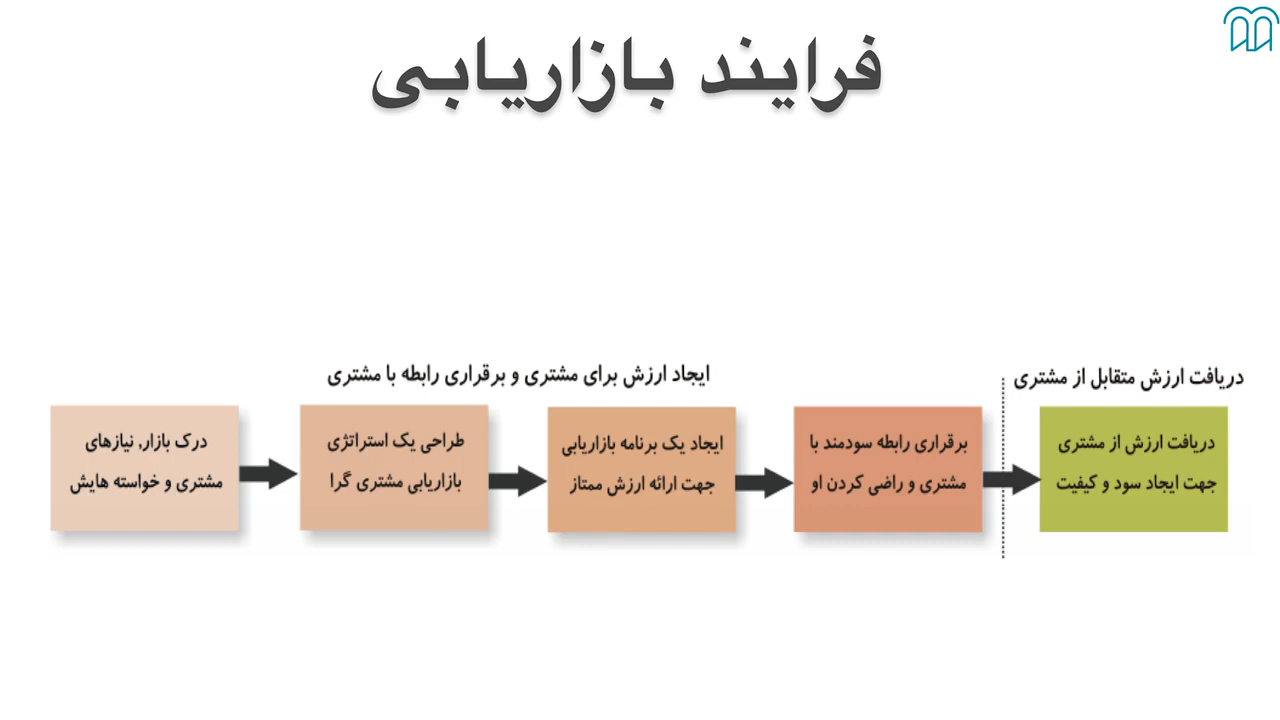 فرایند بازاریابی
ایجاد ارزش برای مشتری و برقراری رابطه با مشتری
دریافت ارزش متقابل از مشتری
درک بازار, نیازهای
مشتری و خواسته هایش
طراحی یک استراتژی
بازاریابی مشتری گرا
ایجاد یک برنامه بازاریابی
جهت ارائه ارزش ممتاز
برقراری رابطه سودمند با
مشتری و راضی کردن او
دریافت ارزش از مشتری
جهت ایجاد سود و کیفیت